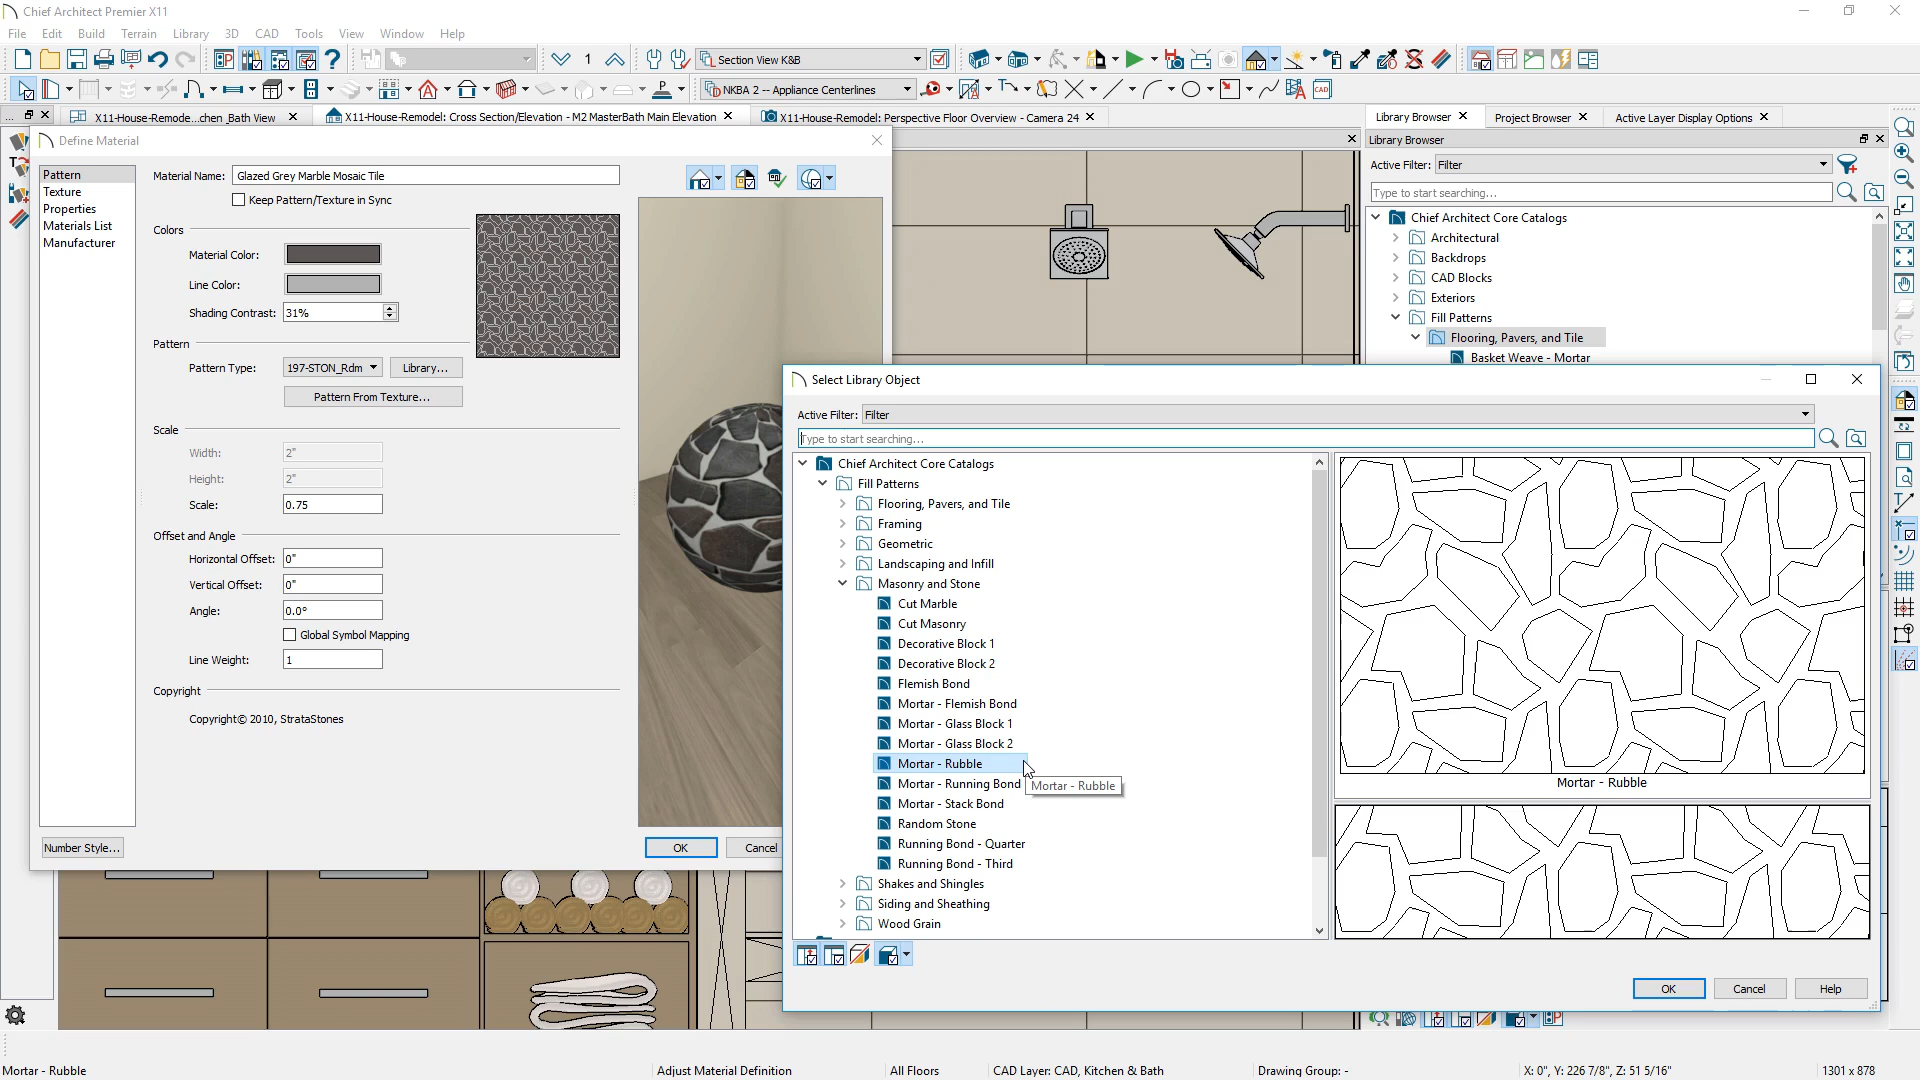 Chief Architect Premier X11
File Edit Build Terrain Library 3D CAD Tools View Window Help
1 Section View K&B
NKBA 2 -- Appliance Centerlines
CAD
... X11-House-Remode...chen _Bath View
X11-House-Remodel: Cross Section/Elevation - M2 MasterBath Main Elevation
X11-House-Remodel: Perspective Floor Overview - Camera 24
Library Browser Project Browser Active Layer Display Options
Define Material
Library Browser
Active Filter: Filter
Type to start searching...
Chief Architect Core Catalogs
Architectural
Backdrops
CAD Blocks
Exteriors
Fill Patterns
Flooring, Pavers, and Tile
Basket Weave - Mortar
Pattern
Texture
Properties
Materials List
Manufacturer
Material Name: Glazed Grey Marble Mosaic Tile
Keep Pattern/Texture in Sync
Colors
Material Color:
Line Color:
Shading Contrast: 31%
Pattern
Pattern Type: 197-STON_Rdm Library...
Pattern From Texture...
Scale
Width: 2"
Height: 2"
Scale: 0.75
Offset and Angle
Horizontal Offset: 0"
Vertical Offset: 0"
Angle: 0.0°
Global Symbol Mapping
Line Weight: 1
Copyright
Copyright© 2010, StrataStones
Number Style... OK Cancel
Select Library Object
Active Filter: Filter
Type to start searching...
Chief Architect Core Catalogs
Fill Patterns
Flooring, Pavers, and Tile
Framing
Geometric
Landscaping and Infill
Masonry and Stone
Cut Marble
Cut Masonry
Decorative Block 1
Decorative Block 2
Flemish Bond
Mortar - Flemish Bond
Mortar - Glass Block 1
Mortar - Glass Block 2
Mortar - Rubble
Mortar - Running Bond
Mortar - Rubble
Mortar - Stack Bond
Random Stone
Running Bond - Quarter
Running Bond - Third
Shakes and Shingles
Siding and Sheathing
Wood Grain
Mortar - Rubble
OK Cancel Help
Mortar - Rubble Adjust Material Definition All Floors CAD Layer: CAD, Kitchen & Bath Drawing Group: - X: 0", Y: 226 7/8", Z: 51 5/16" 1301 x 878